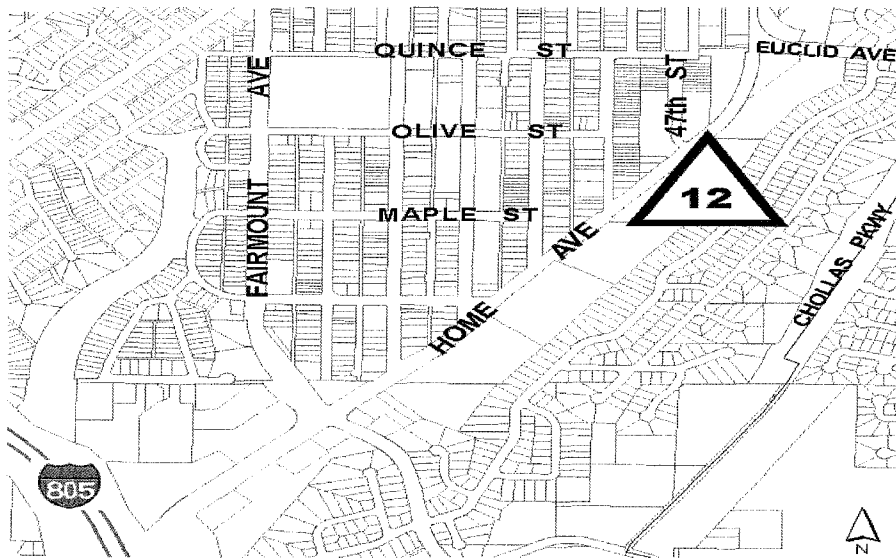 QUINCE ST
EUCLID AVE
AVE
47th ST
OLIVE ST
12
FAIRMOUNT
MAPLE ST
AVE
CHOLLAS PKWY
HOME
805
N